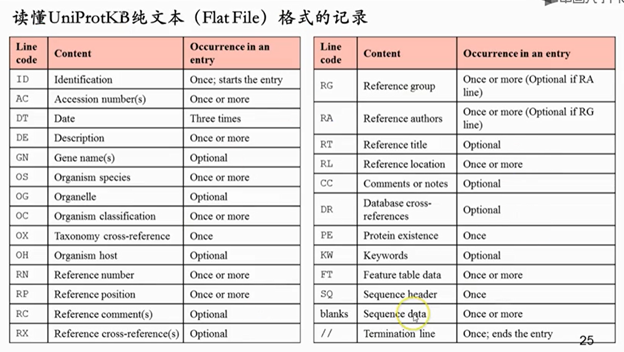 读懂UniProtKB纯文本（Flat File）格式的记录
Line code Content Occurrence in an entry
ID Identification Once; starts the entry
AC Accession number(s) Once or more
DT Date Three times
DE Description Once or more
GN Gene name(s) Optional
OS Organism species Once or more
OG Organelle Optional
OC Organism classification Once or more
OX Taxonomy cross-reference Once
OH Organism host Optional
RN Reference number Once or more
RP Reference position Once or more
RC Reference comment(s) Optional
RX Reference cross-reference(s) Optional
Line code Content Occurrence in an entry
RG Reference group Once or more (Optional if RA line)
RA Reference authors Once or more (Optional if RG line)
RT Reference title Optional
RL Reference location Once or more
CC Comments or notes Optional
DR Database cross-references Optional
PE Protein existence Once
KW Keywords Optional
FT Feature table data Once or more
SQ Sequence header Once
blanks Sequence data Once or more
// Termination line Once; ends the entry
25